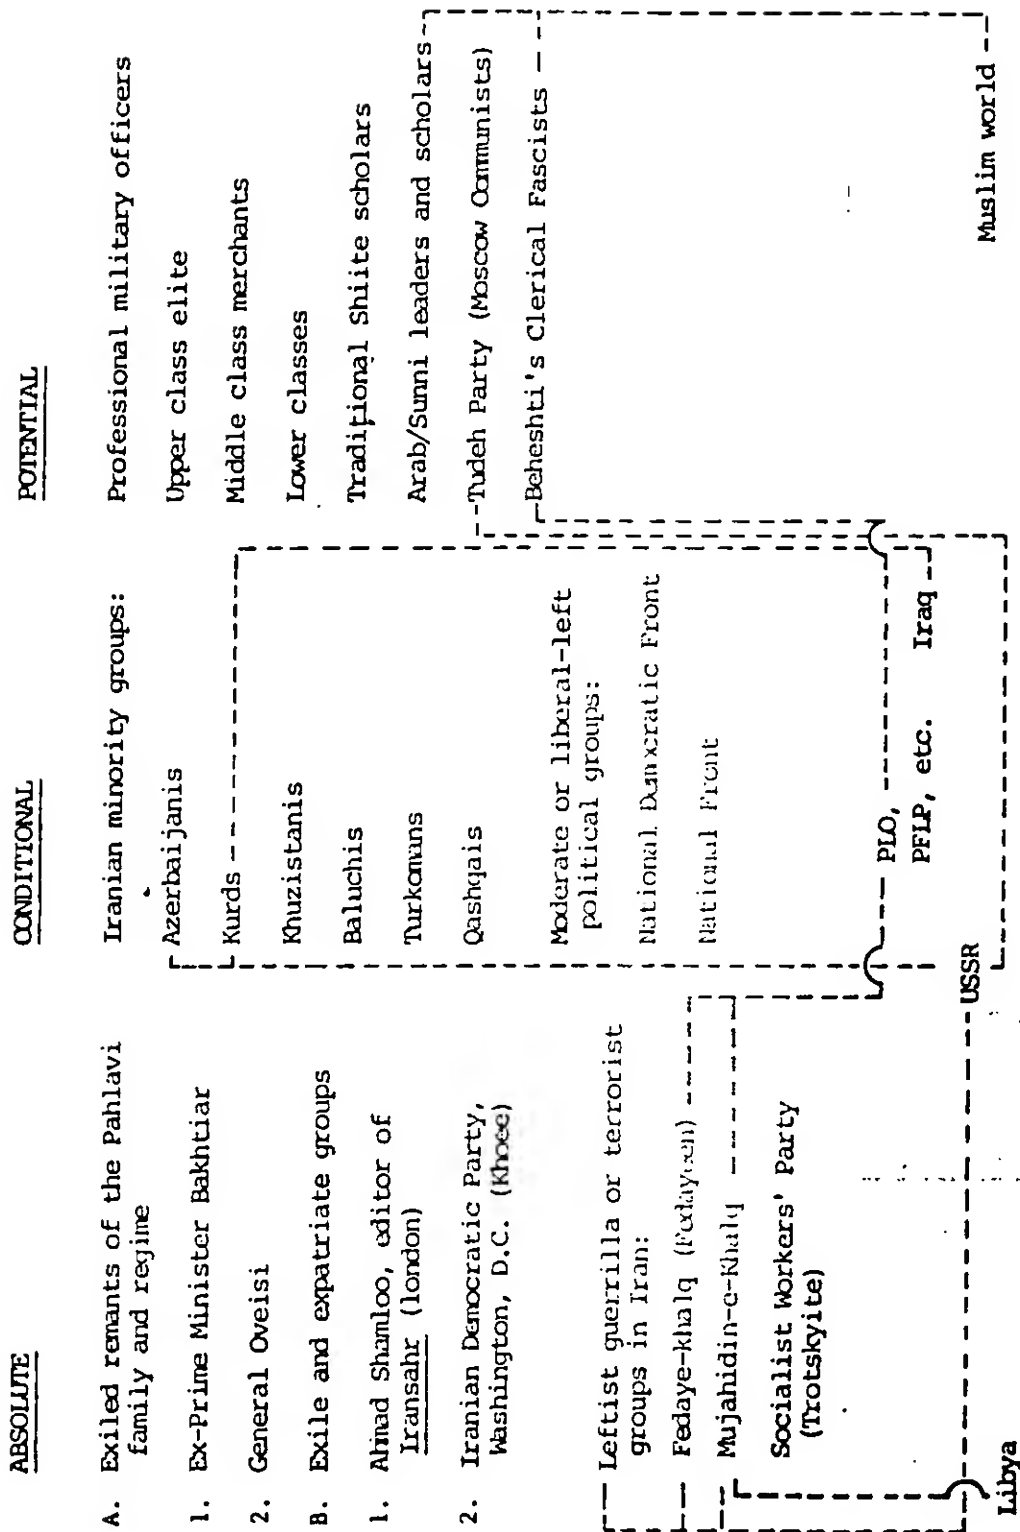 ABSOLUTE
A. Exiled remants of the Pahlavi
family and regime
1. Ex-Prime Minister Bakhtiar
2. General Oveisi
B. Exile and expatriate groups
1. Ahmad Shamloo, editor of
Iransahr (london)
2. Iranian Democratic Party,
Washington, D.C. (Khoee)
Leftist guerrilla or terrorist
groups in Iran:
Fedaye-khalq (Fedayeen)
Mujahidin-e-Khalq
Socialist Workers' Party
(Trotskyite)
Libya
USSR
CONDITIONAL
Iranian minority groups:
Azerbaijanis
Kurds
Khuzistanis
Baluchis
Turkomans
Qashqais
Moderate or liberal-left
political groups:
National Democratic Front
National Front
PLO,
PFLP, etc. Iraq
POTENTIAL
Professional military officers
Upper class elite
Middle class merchants
Lower classes
Traditional Shiite scholars
Arab/Sunni leaders and scholars
Tudeh Party (Moscow Communists)
Beheshti's Clerical Fascists
Muslim world